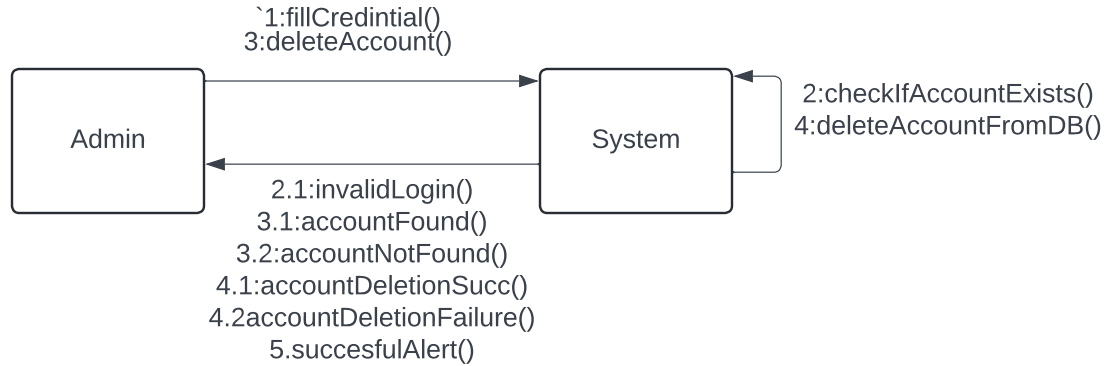 `1:fillCredintial()
3:deleteAccount()
Admin
System
2:checkIfAccountExists()
4:deleteAccountFromDB()
2.1:invalidLogin()
3.1:accountFound()
3.2:accountNotFound()
4.1:accountDeletionSucc()
4.2accountDeletionFailure()
5.succesfulAlert()